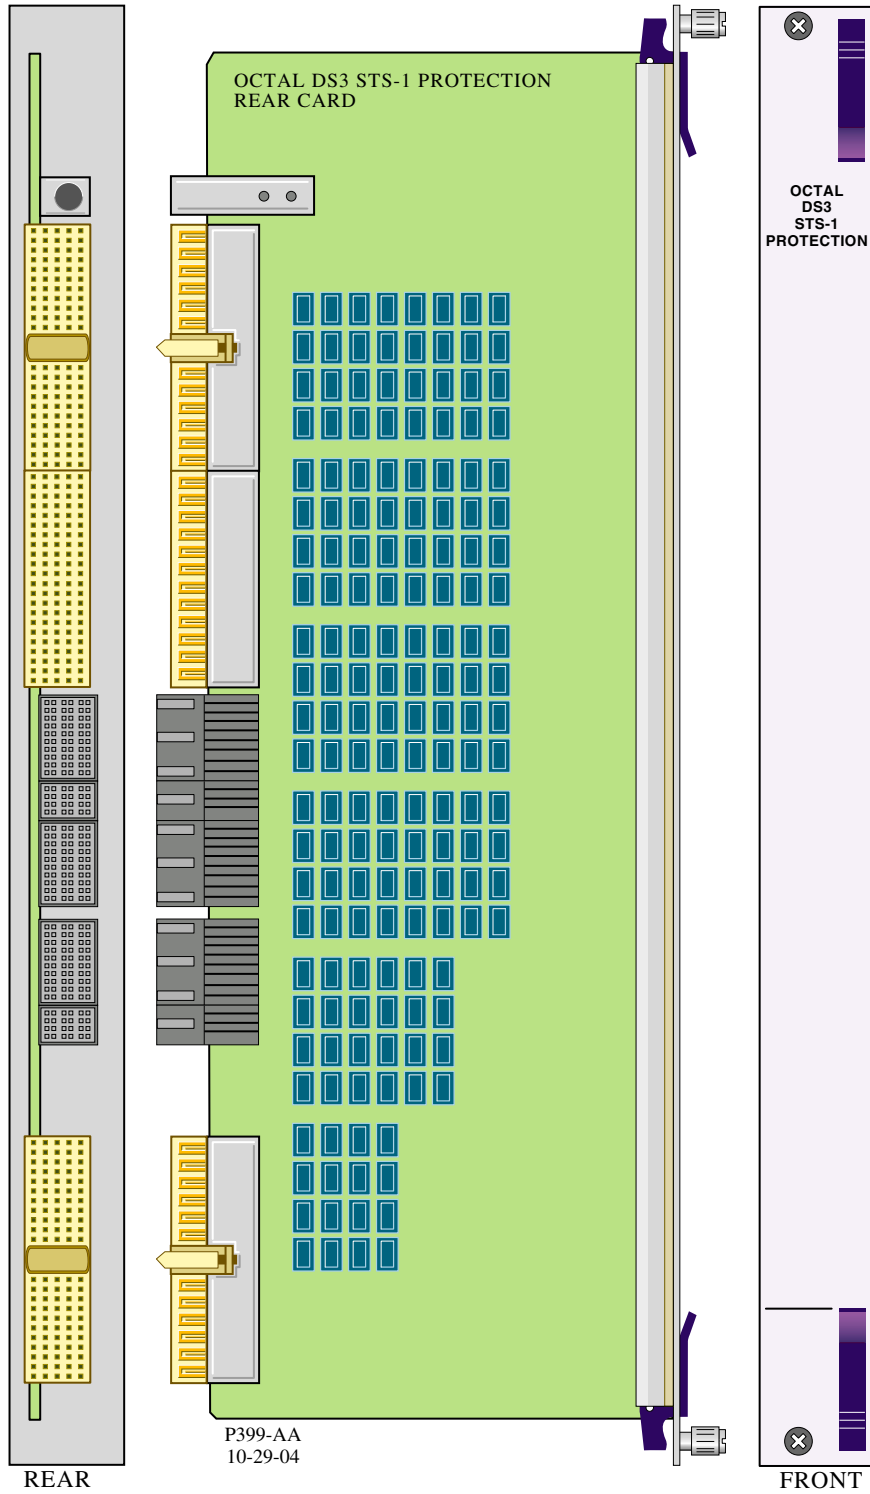 OCTAL DS3 STS-1 PROTECTION
REAR CARD
OCTAL
DS3
STS-1
PROTECTION
P399-AA
10-29-04
REAR
FRONT